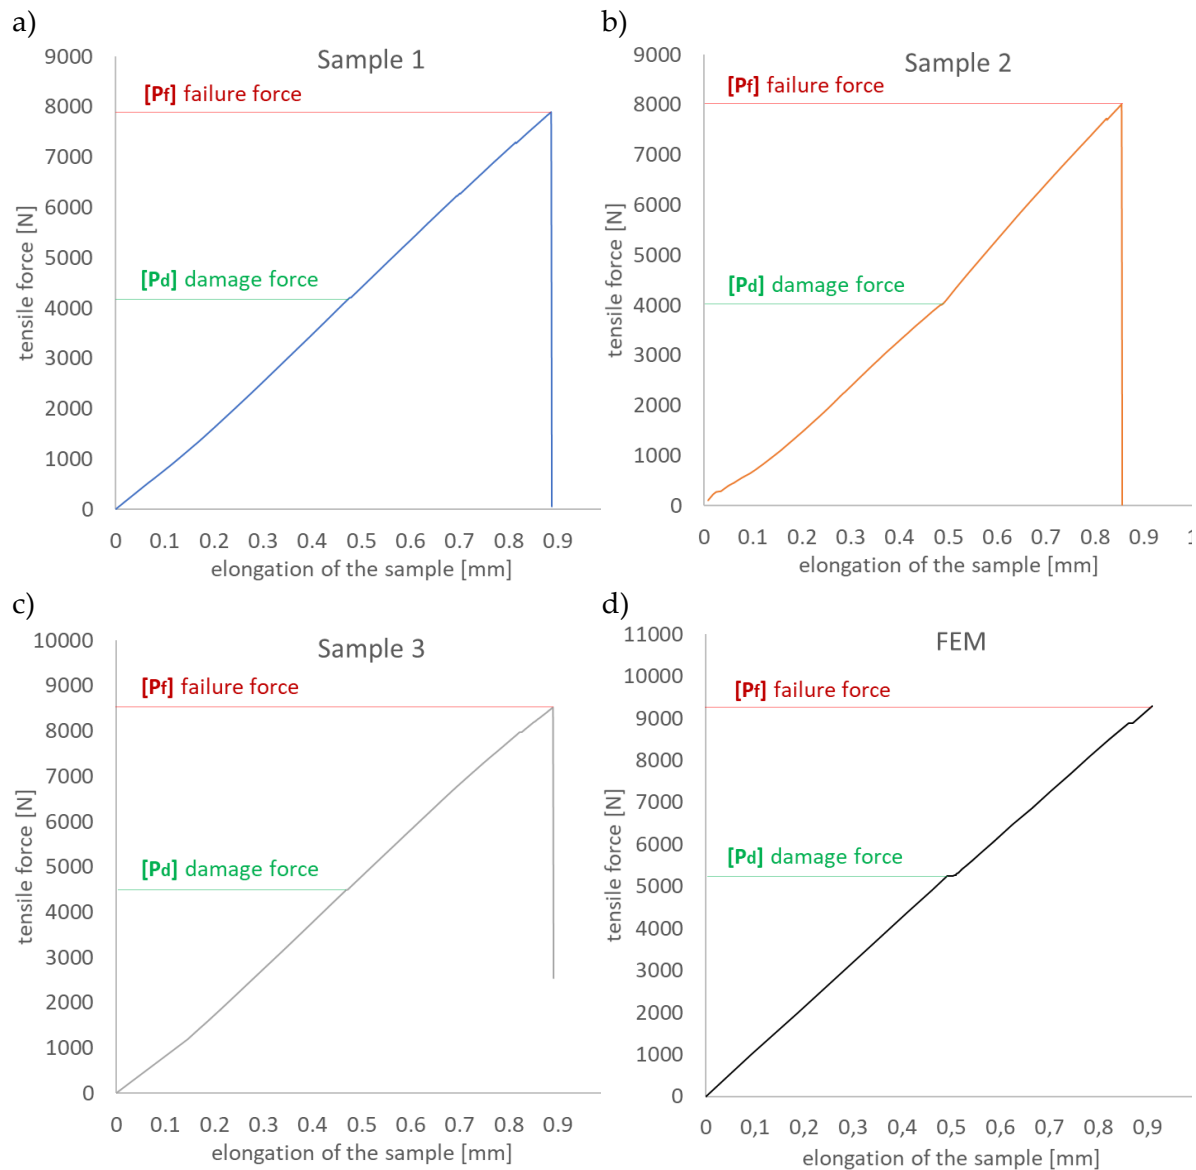 a)
Sample 1
9000
8000
7000
6000
5000
4000
3000
2000
1000
0
[Pf] failure force
[Pd] damage force
tensile force [N]
0 0.1 0.2 0.3 0.4 0.5 0.6 0.7 0.8 0.9
elongation of the sample [mm]
b)
Sample 2
9000
8000
7000
6000
5000
4000
3000
2000
1000
0
[Pf] failure force
[Pd] damage force
tensile force [N]
0 0.1 0.2 0.3 0.4 0.5 0.6 0.7 0.8 0.9
elongation of the sample [mm]
c)
Sample 3
10000
9000
8000
7000
6000
5000
4000
3000
2000
1000
0
[Pf] failure force
[Pd] damage force
tensile force [N]
0 0.1 0.2 0.3 0.4 0.5 0.6 0.7 0.8 0.9
elongation of the sample [mm]
d)
FEM
11000
10000
9000
8000
7000
6000
5000
4000
3000
2000
1000
0
[Pf] failure force
[Pd] damage force
tensile force [N]
0 0,1 0,2 0,3 0,4 0,5 0,6 0,7 0,8 0,9
elongation of the sample [mm]